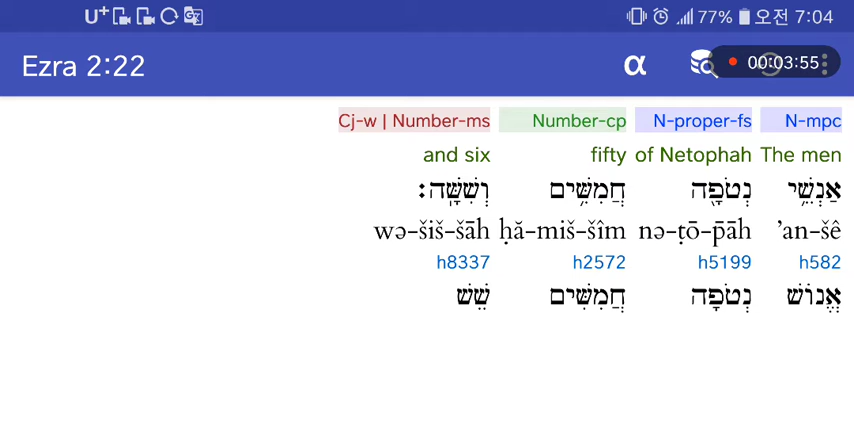 U+ 77% 오전 7:04
Ezra 2:22 α 00:03:55
Cj-w | Number-ms Number-cp N-proper-fs N-mpc
and six fifty of Netophah The men
אַנְשֵׁ֥י נְטֹפָ֖ה חֲמִשִּׁ֥ים וְשִׁשָּֽׁה׃
wə-šiš-šāh ḥă-miš-šîm nə-ṭō-p̄āh ’an-šê
h8337 h2572 h5199 h582
אֱנוֹשׁ נְטֹפָה חֲמִשִּׁים שֵׁשׁ